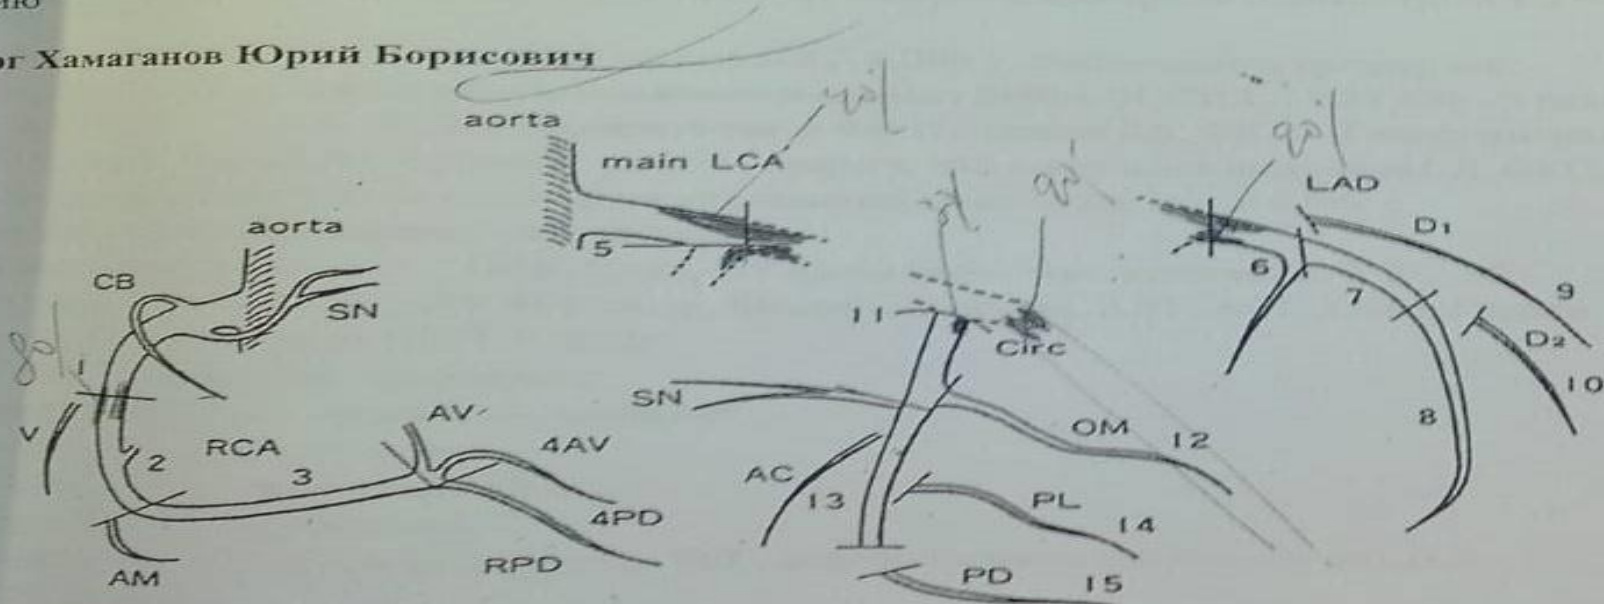 ию
ог Хамаганов Юрий Борисович
aorta
main LCA
LAD
D1
aorta
5
6
CB
SN
7
9
11
Circ
D2
1
10
SN
V
AV
RCA
4AV
OM
12
8
2
3
AC
13
PL
14
4PD
AM
RPD
PD
15